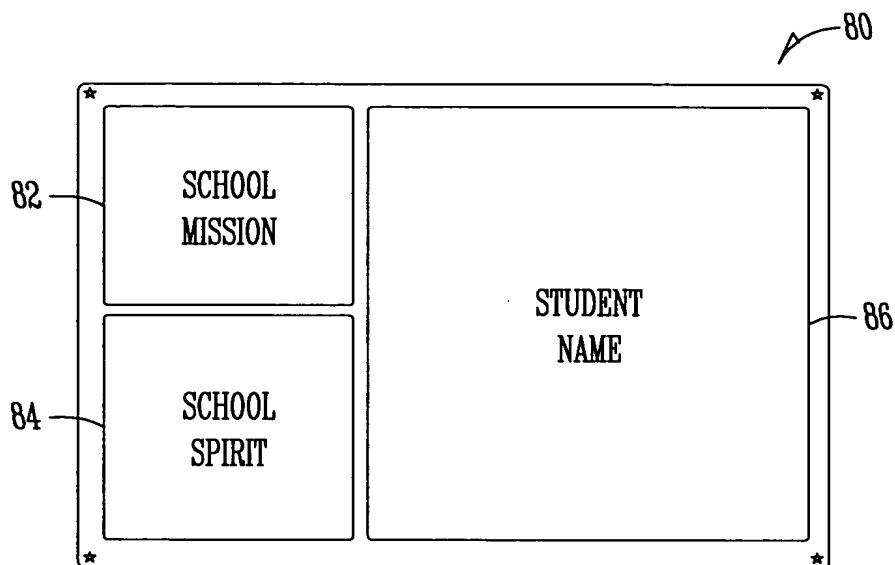 80
82
SCHOOL
MISSION
84
SCHOOL
SPIRIT
STUDENT
NAME
86